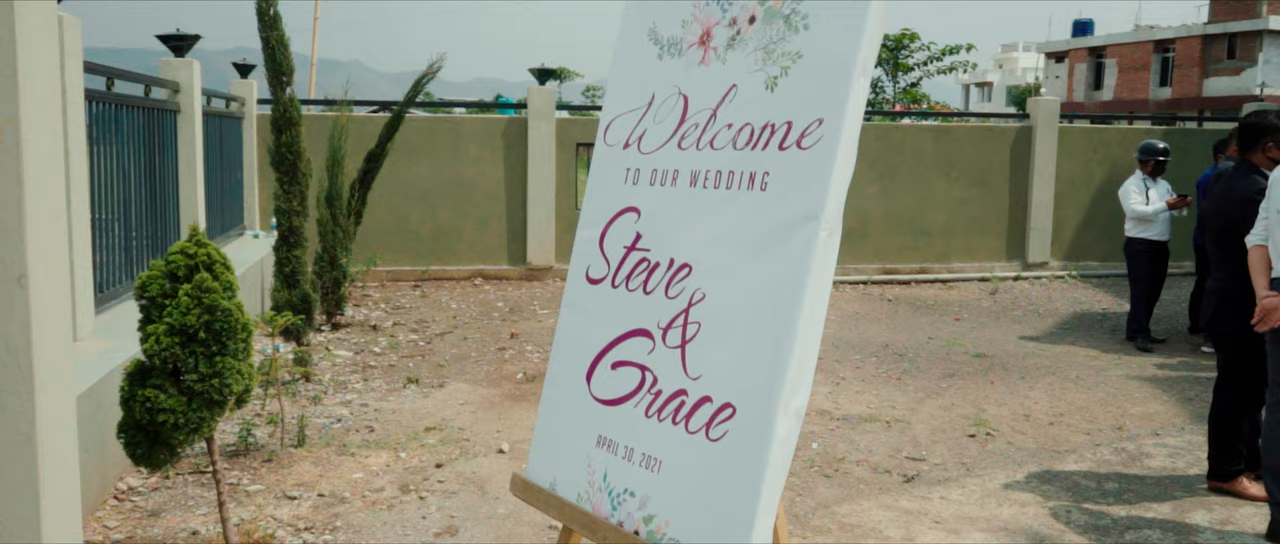 Welcome
TO OUR WEDDING
Steve
&
Grace
APRIL 30, 2021